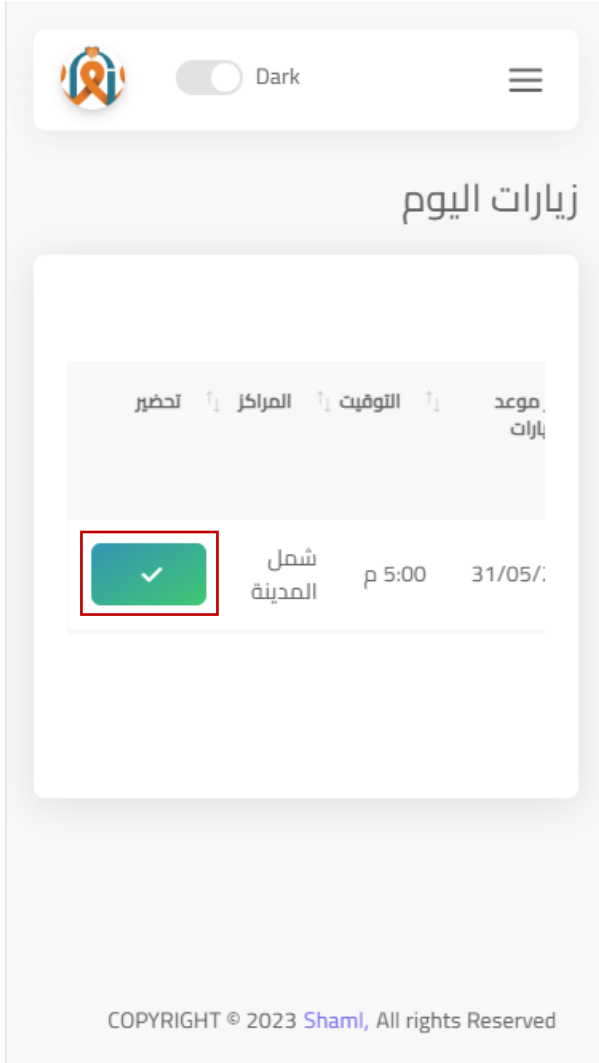 Dark
زيارات اليوم
موعد التوقيت المراكز تحضير
شمل
31/05/ 5:00 م المدينة
COPYRIGHT © 2023 Shaml, All rights Reserved